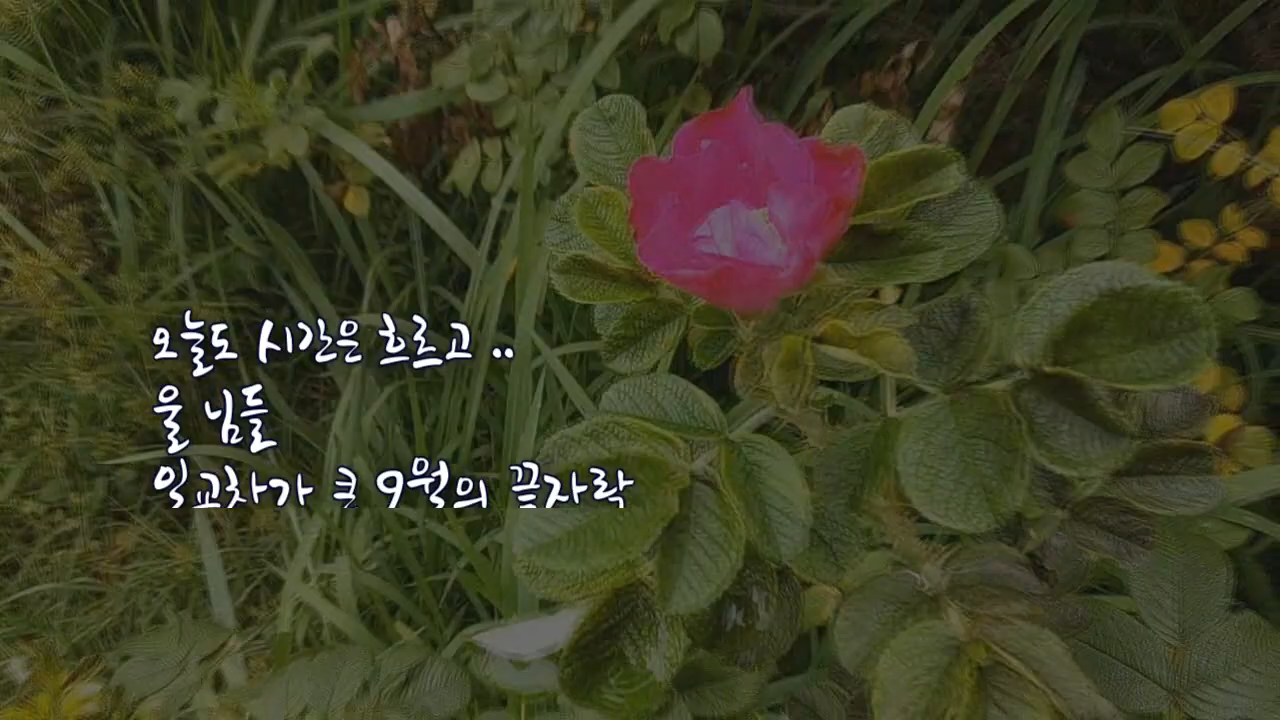 오늘도 시간은 흐르고 ..
울 님들
일교차가 큰 9월의 끝자락